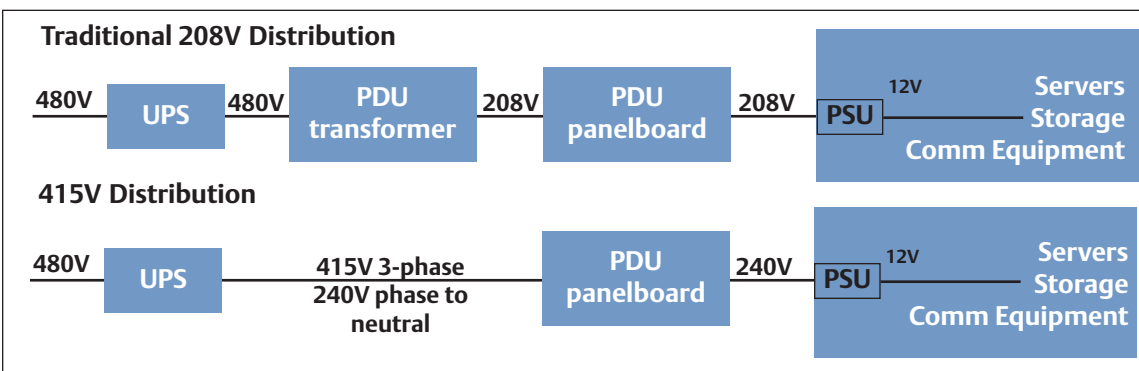 Traditional 208V Distribution
480V
UPS
480V
PDU
transformer
208V
PDU
panelboard
208V
PSU
12V
Servers
Storage
Comm Equipment
415V Distribution
480V
UPS
415V 3-phase
240V phase to
neutral
PDU
panelboard
240V
PSU
12V
Servers
Storage
Comm Equipment